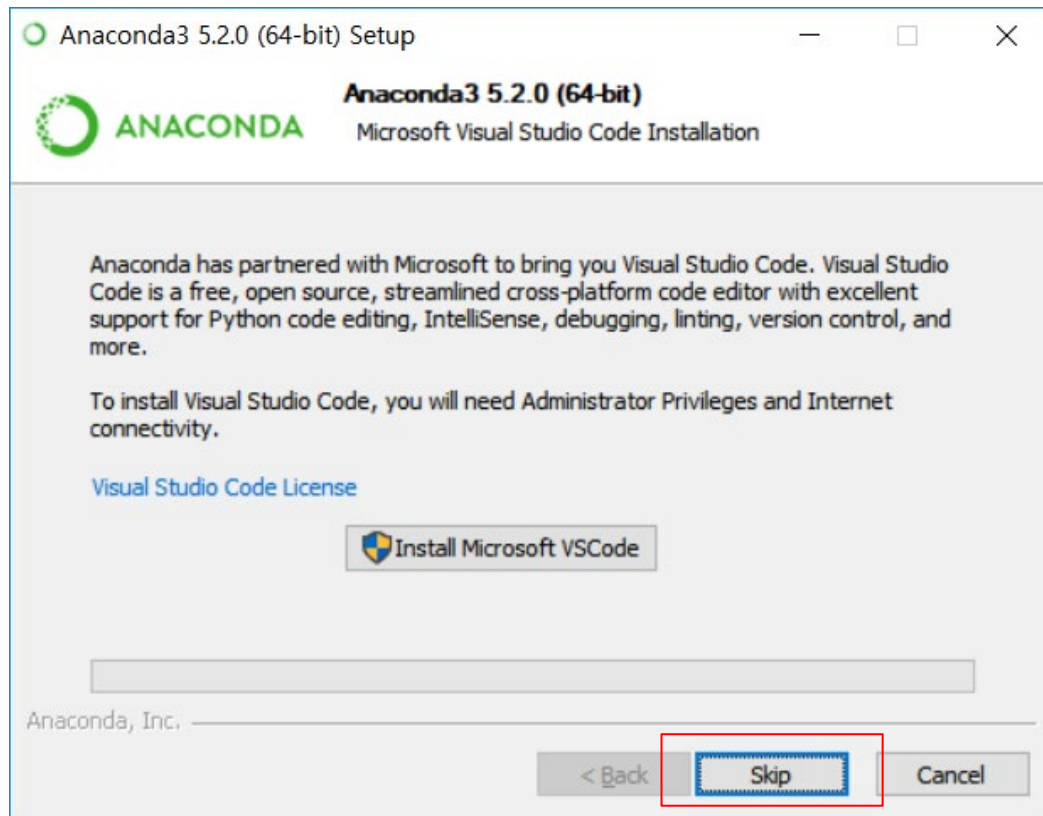 Anaconda3 5.2.0 (64-bit) Setup
ANACONDA
Anaconda3 5.2.0 (64-bit)
Microsoft Visual Studio Code Installation
Anaconda has partnered with Microsoft to bring you Visual Studio Code. Visual Studio
Code is a free, open source, streamlined cross-platform code editor with excellent
support for Python code editing, IntelliSense, debugging, linting, version control, and
more.
To install Visual Studio Code, you will need Administrator Privileges and Internet
connectivity.
Visual Studio Code License
Install Microsoft VSCode
Anaconda, Inc.
< Back
Skip
Cancel